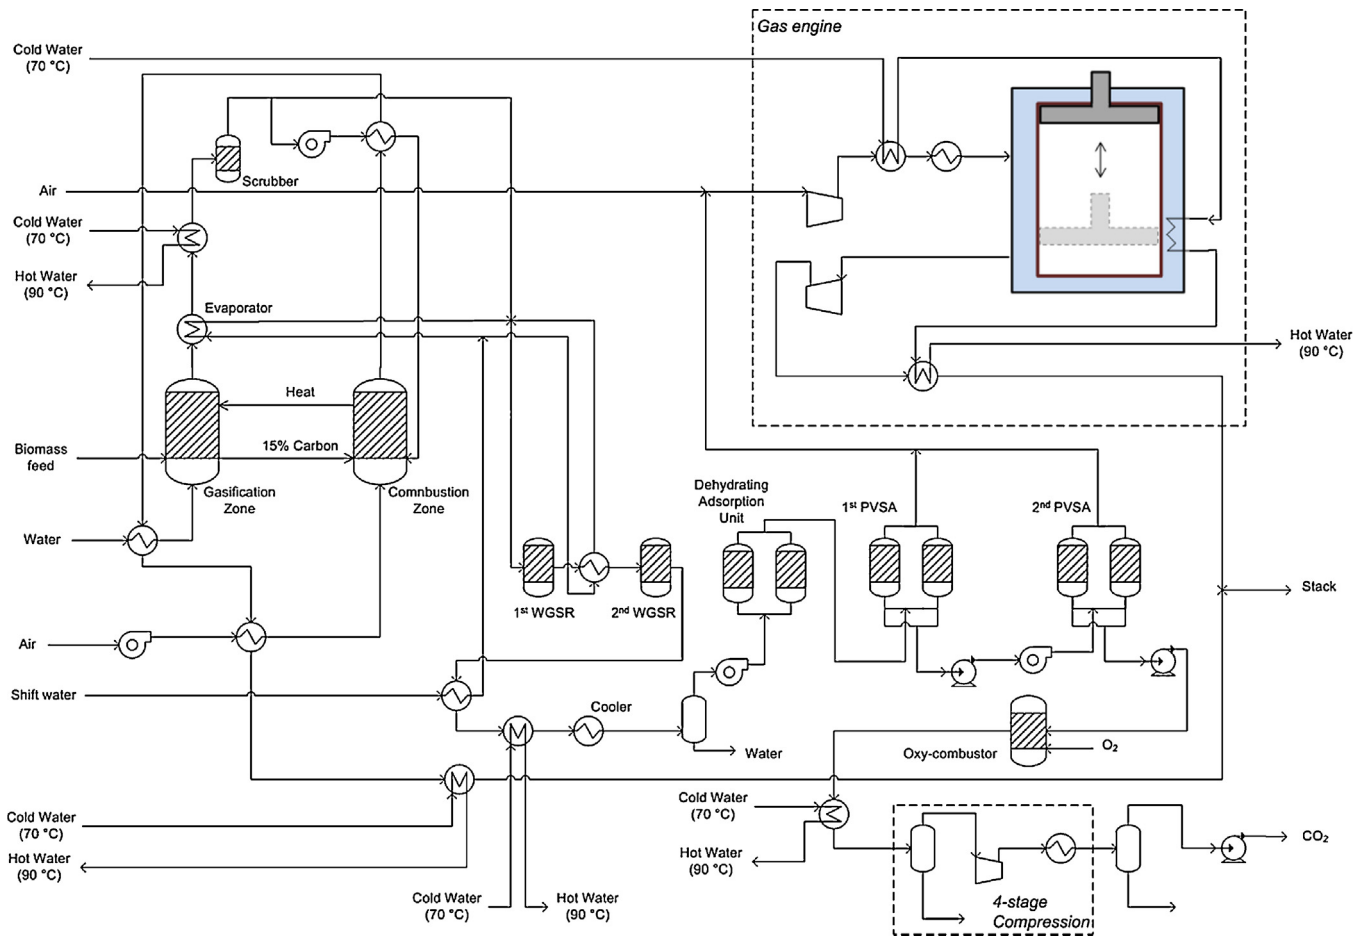 Gas engine
Cold Water
(70 °C)
Scrubber
Air
Cold Water
(70 °C)
Hot Water
(90 °C)
Evaporator
Hot Water
(90 °C)
Heat
15% Carbon
Biomass
feed
Gasification
Zone
Comnbustion
Zone
Dehydrating
Adsorption
Unit
1st PVSA
2nd PVSA
Water
1st WGSR
2nd WGSR
Stack
Air
Shift water
Cooler
Water
Oxy-combustor
O2
Cold Water
(70 °C)
Hot Water
(90 °C)
Cold Water
(70 °C)
Hot Water
(90 °C)
CO2
Cold Water
(70 °C)
Hot Water
(90 °C)
4-stage
Compression